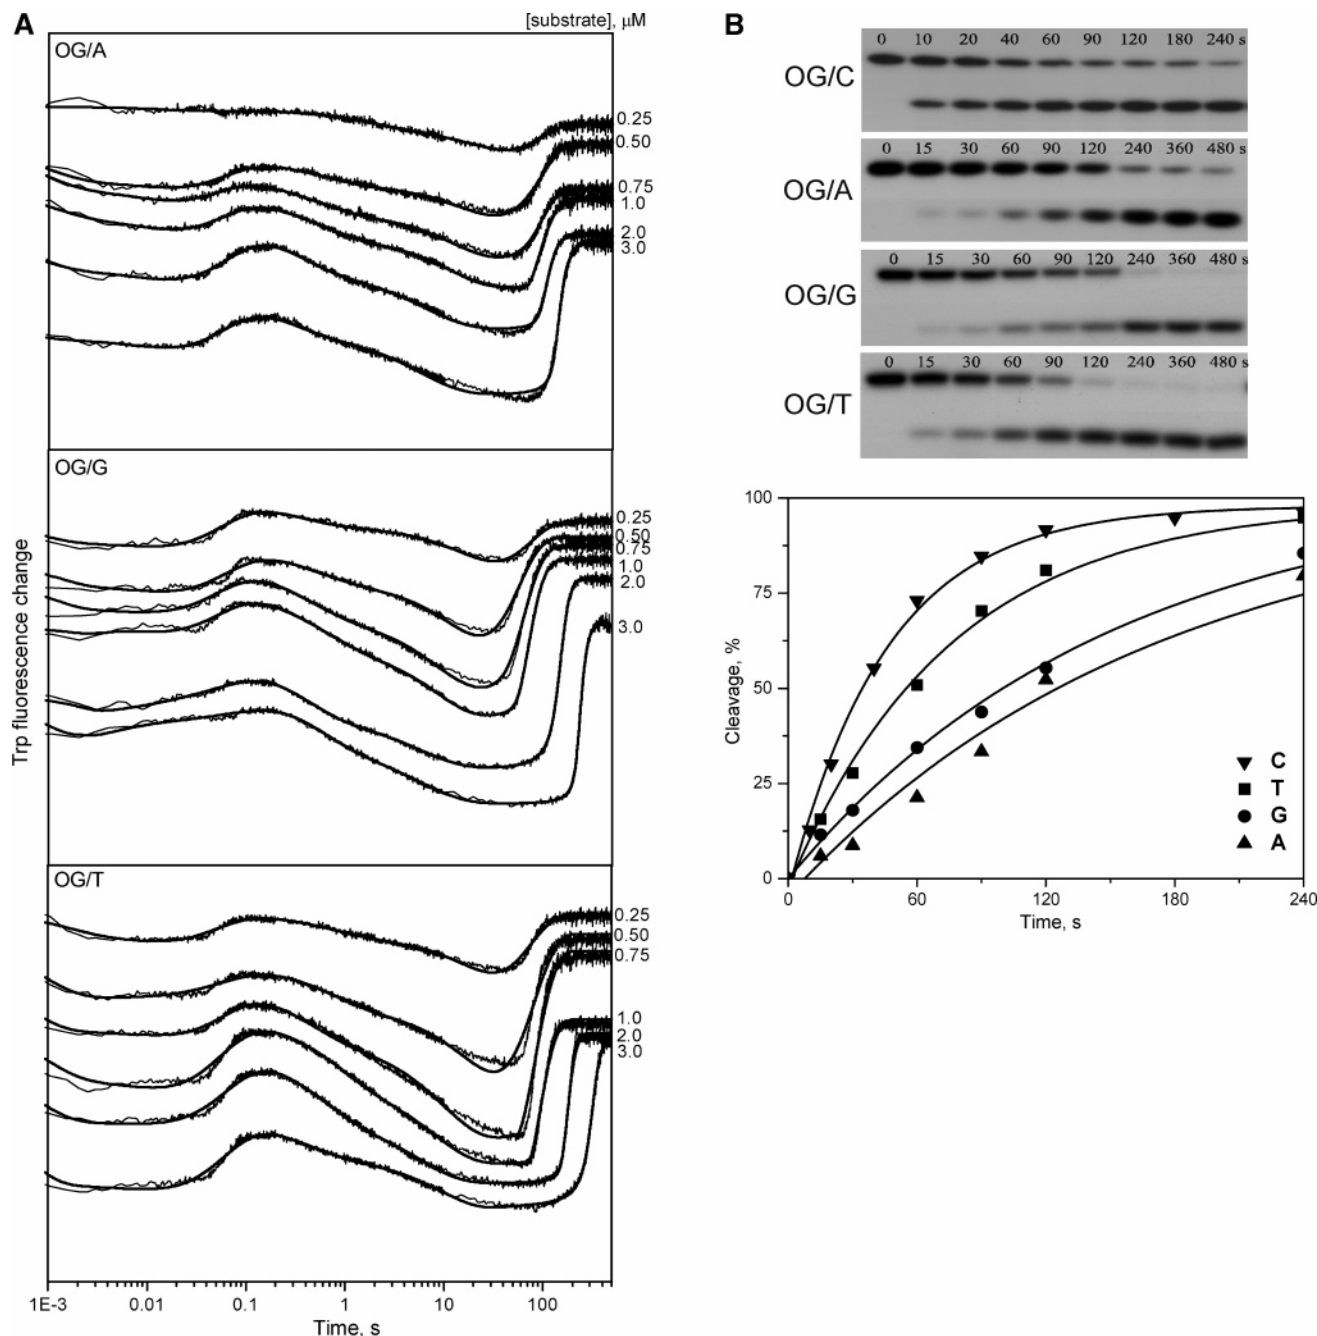 A
[substrate], μM
OG/A
0.25
0.50
0.75
1.0
2.0
3.0
OG/G
0.25
0.50
0.75
1.0
2.0
3.0
OG/T
0.25
0.50
0.75
1.0
2.0
3.0
Trp fluorescence change
1E-3 0.01 0.1 1 10 100
Time, s
B
OG/C
0 10 20 40 60 90 120 180 240 s
OG/A
0 15 30 60 90 120 240 360 480 s
OG/G
0 15 30 60 90 120 240 360 480 s
OG/T
0 15 30 60 90 120 240 360 480 s
100
75
50
25
0
Cleavage, %
C
T
G
A
0 60 120 180 240
Time, s